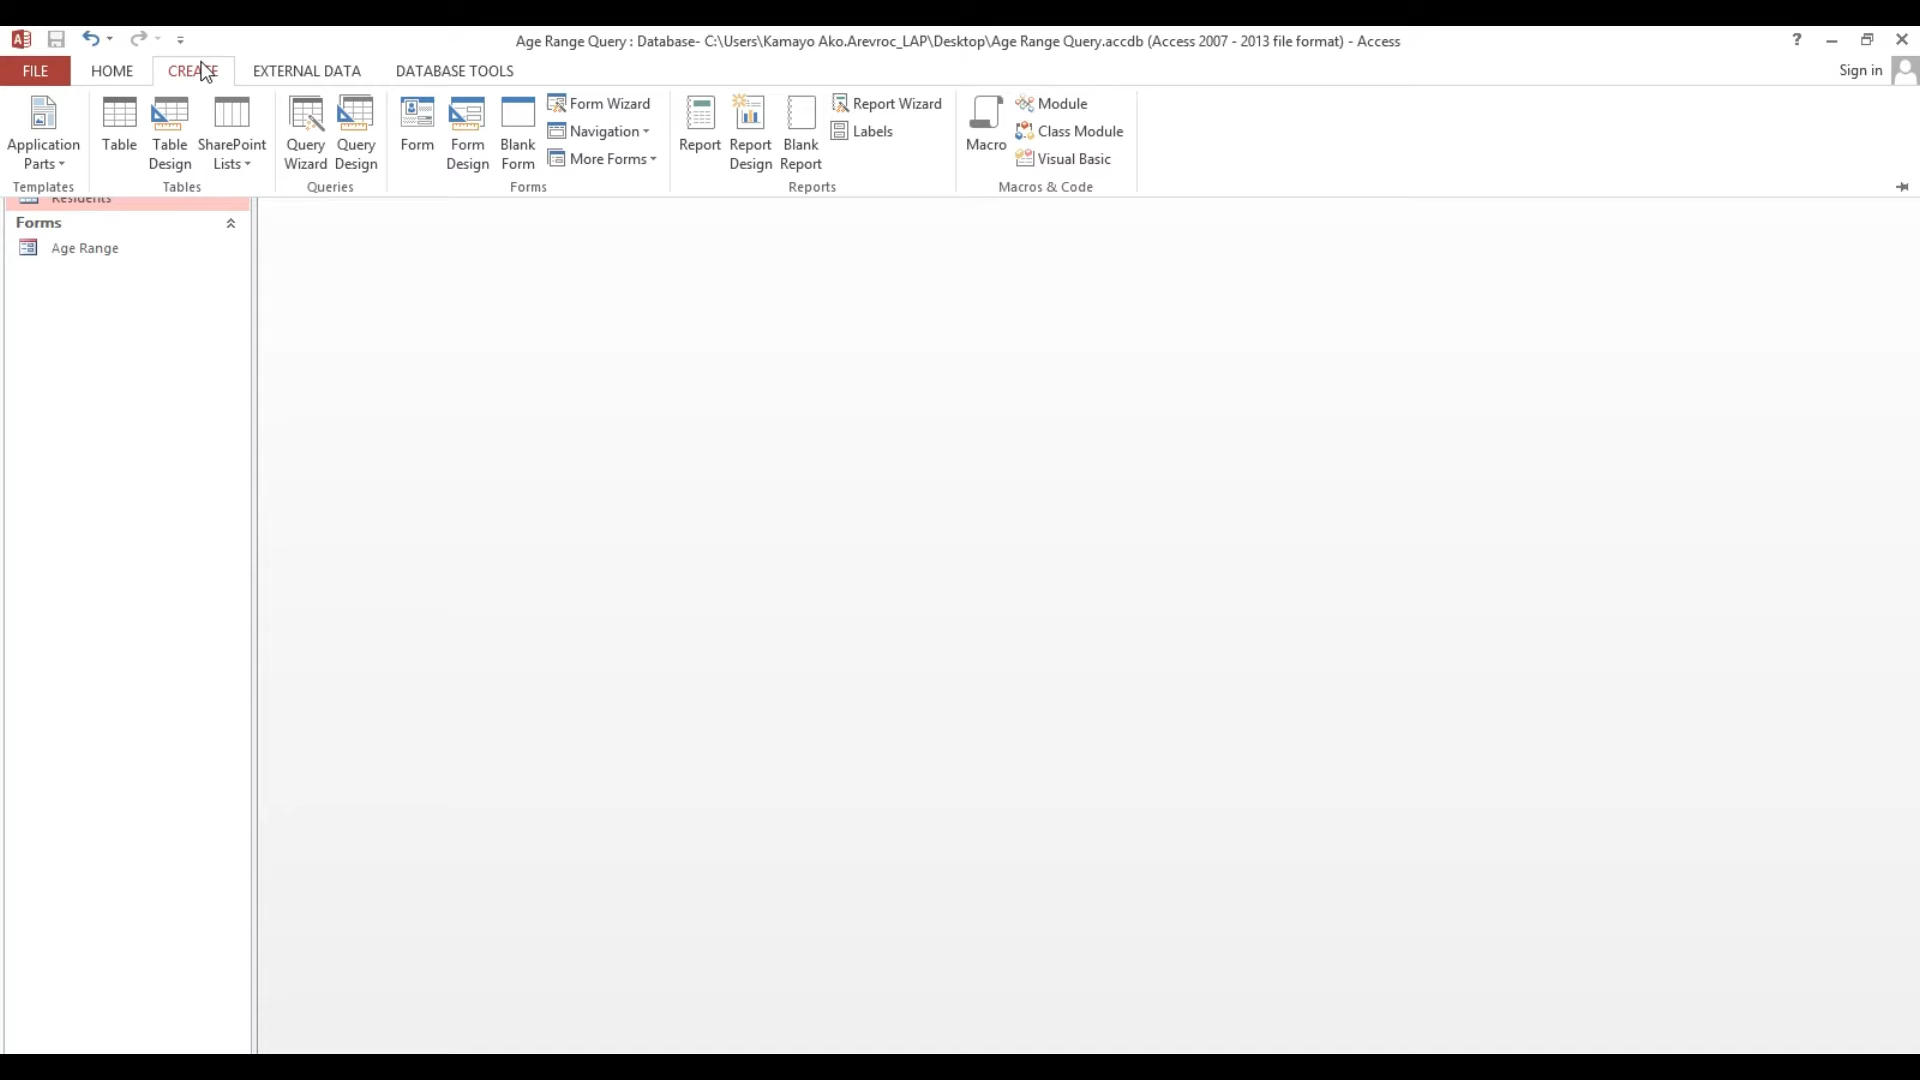 Age Range Query : Database- C:\Users\Kamayo Ako.Arevroc_LAP\Desktop\Age Range Query.accdb (Access 2007 - 2013 file format) - Access
?
FILE HOME CREATE EXTERNAL DATA DATABASE TOOLS Sign in
Application Parts
Table
Table Design
SharePoint Lists
Query Wizard
Query Design
Form
Form Design
Blank Form
Form Wizard
Navigation
More Forms
Report
Report Design
Blank Report
Report Wizard
Labels
Macro
Module
Class Module
Visual Basic
Templates Tables Queries Forms Reports Macros & Code
Residents
Forms
Age Range